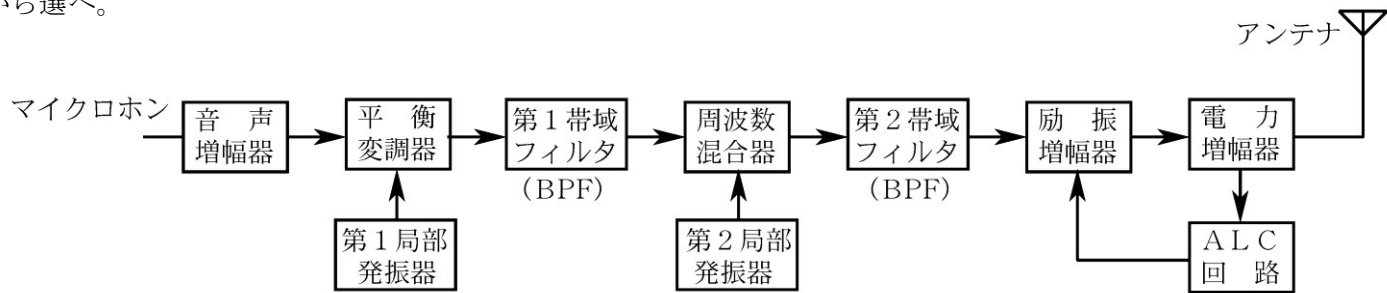 から選べ。
アンテナ
マイクロホン
音 声
増幅器
平 衡
変調器
第1帯域
フィルタ
(BPF)
周波数
混合器
第2帯域
フィルタ
(BPF)
励 振
増幅器
電 力
増幅器
第1局部
発振器
第2局部
発振器
ALC
回 路